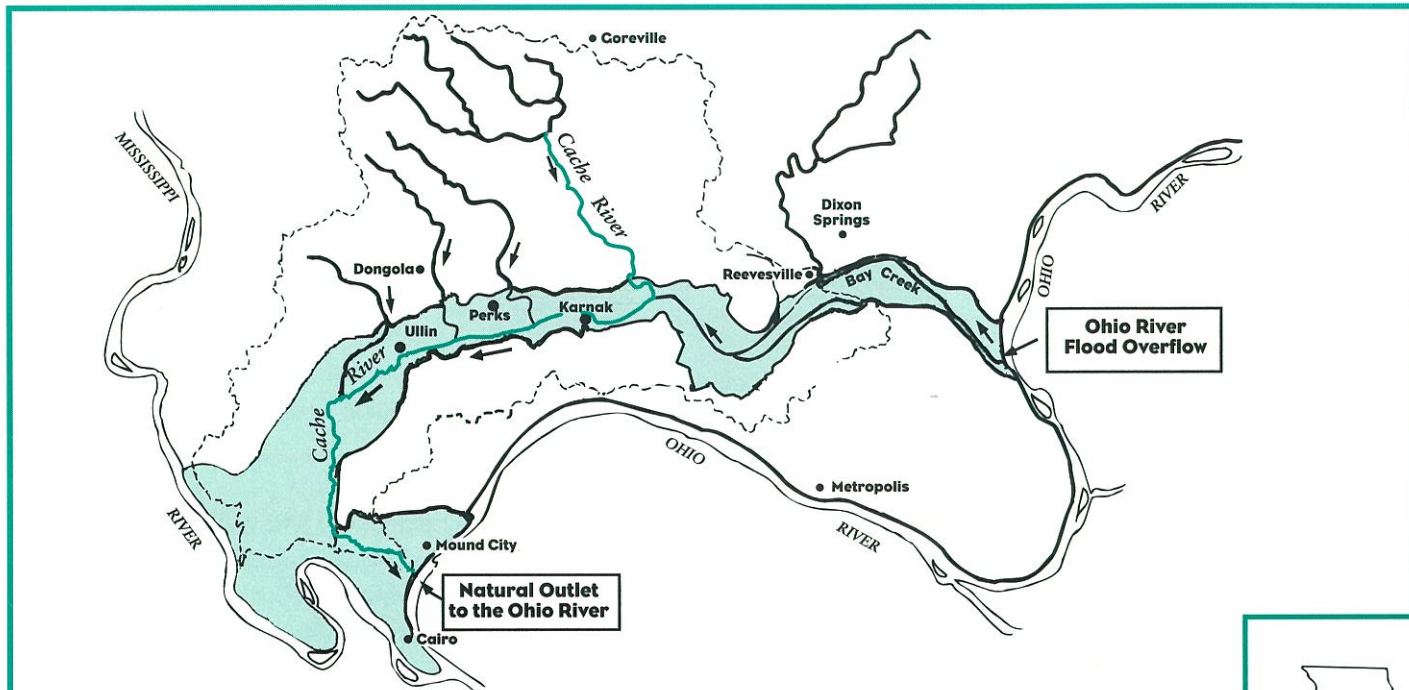 Goreville
MISSISSIPPI
Cache
River
Dixon
Springs
RIVER
OHIO
Dongola
Reevesville
Bay Creek
Perks
Karnak
Ullin
River
Ohio River
Flood Overflow
Cache
OHIO
Metropolis
RIVER
RIVER
Mound City
Natural Outlet
to the Ohio River
Cairo